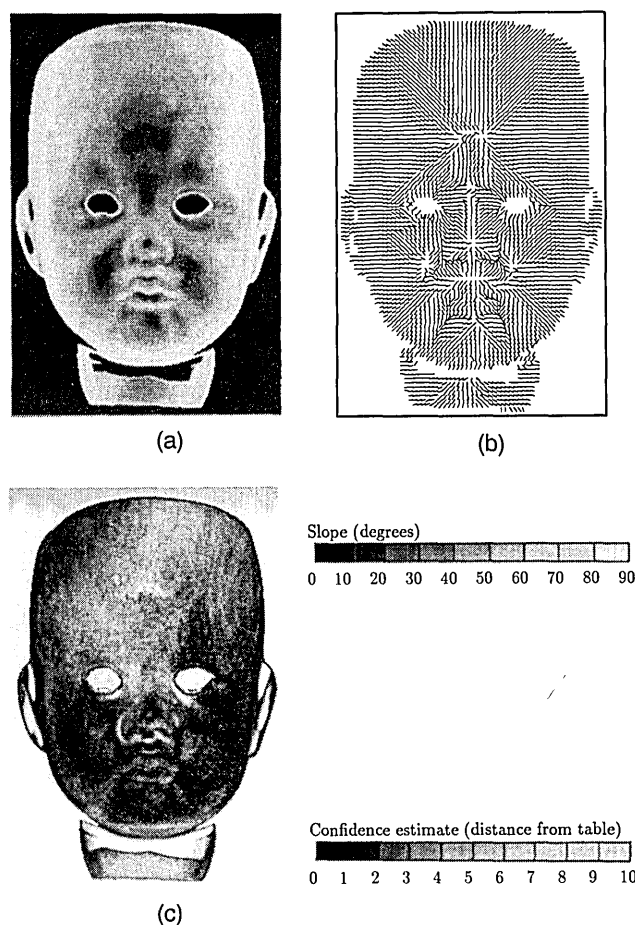 (a)
(b)
Slope (degrees)
0 10 20 30 40 50 60 70 80 90
Confidence estimate (distance from table)
0 1 2 3 4 5 6 7 8 9 10
(c)